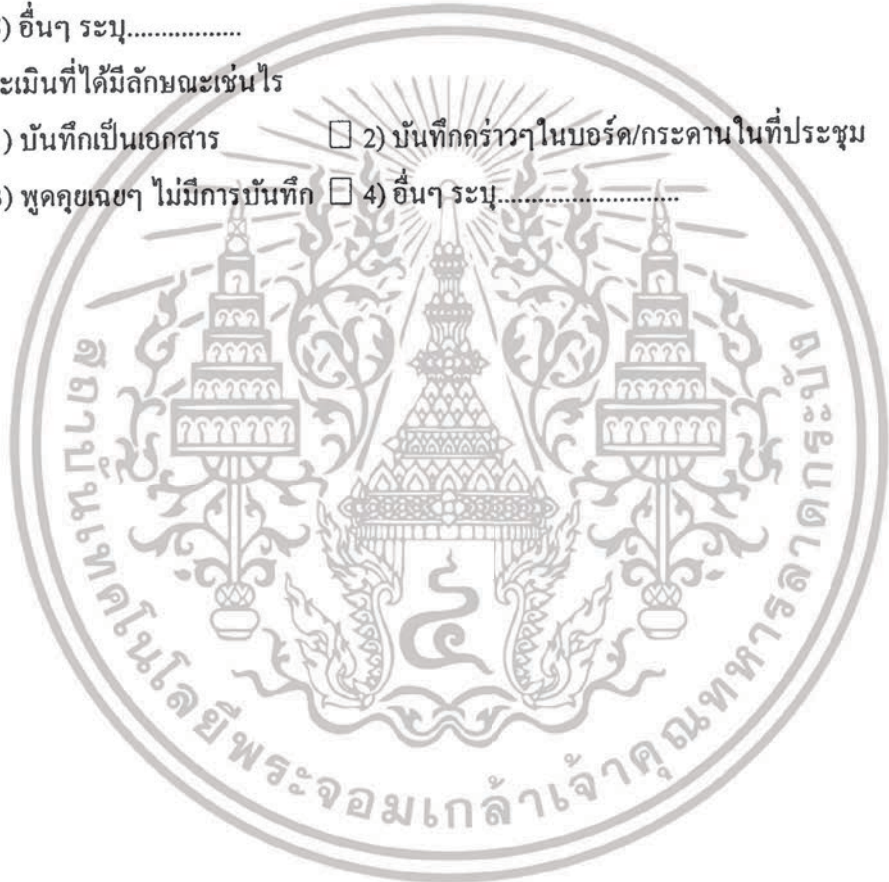 ) อื่นๆ ระบุ.................
ะเมินที่ได้มีลักษณะเช่นไร
) บันทึกเป็นเอกสาร ☐ 2) บันทึกคร่าวๆในบอร์ด/กระดานในที่ประชุม
) พูดคุยเฉยๆ ไม่มีการบันทึก ☐ 4) อื่นๆ ระบุ...........................
สถาบันเทคโนโลยีพระจอมเกล้าเจ้าคุณทหารลาดกระบัง
๔